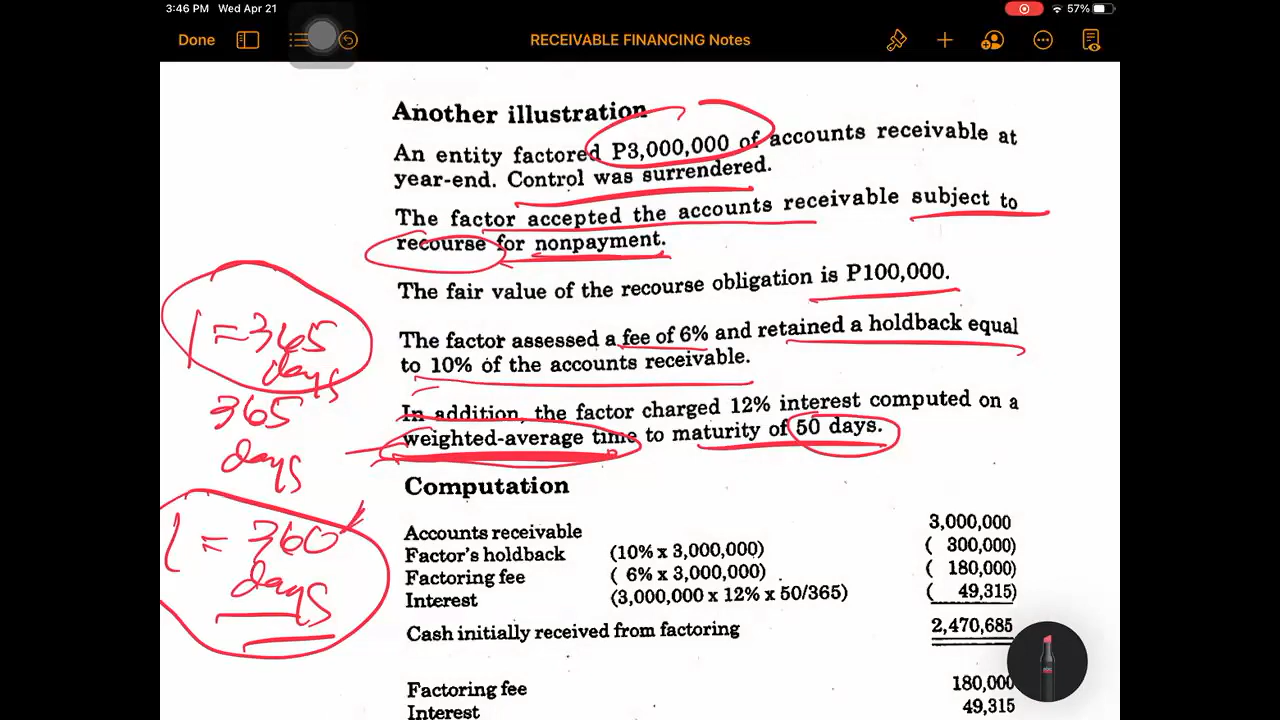 3:46 PM Wed Apr 21
57%
Done
RECEIVABLE FINANCING Notes
Another illustration
An entity factored P3,000,000 of accounts receivable at
year-end. Control was surrendered.
The factor accepted the accounts receivable subject to
recourse for nonpayment.
The fair value of the recourse obligation is P100,000.
The factor assessed a fee of 6% and retained a holdback equal
to 10% of the accounts receivable.
In addition, the factor charged 12% interest computed on a
weighted-average time to maturity of 50 days.
1 = 365
days
365
days
1 = 360
days
Computation
Accounts receivable 3,000,000
Factor's holdback (10% x 3,000,000) ( 300,000)
Factoring fee ( 6% x 3,000,000) ( 180,000)
Interest (3,000,000 x 12% x 50/365) ( 49,315)
Cash initially received from factoring 2,470,685
Factoring fee 180,000
Interest 49,315